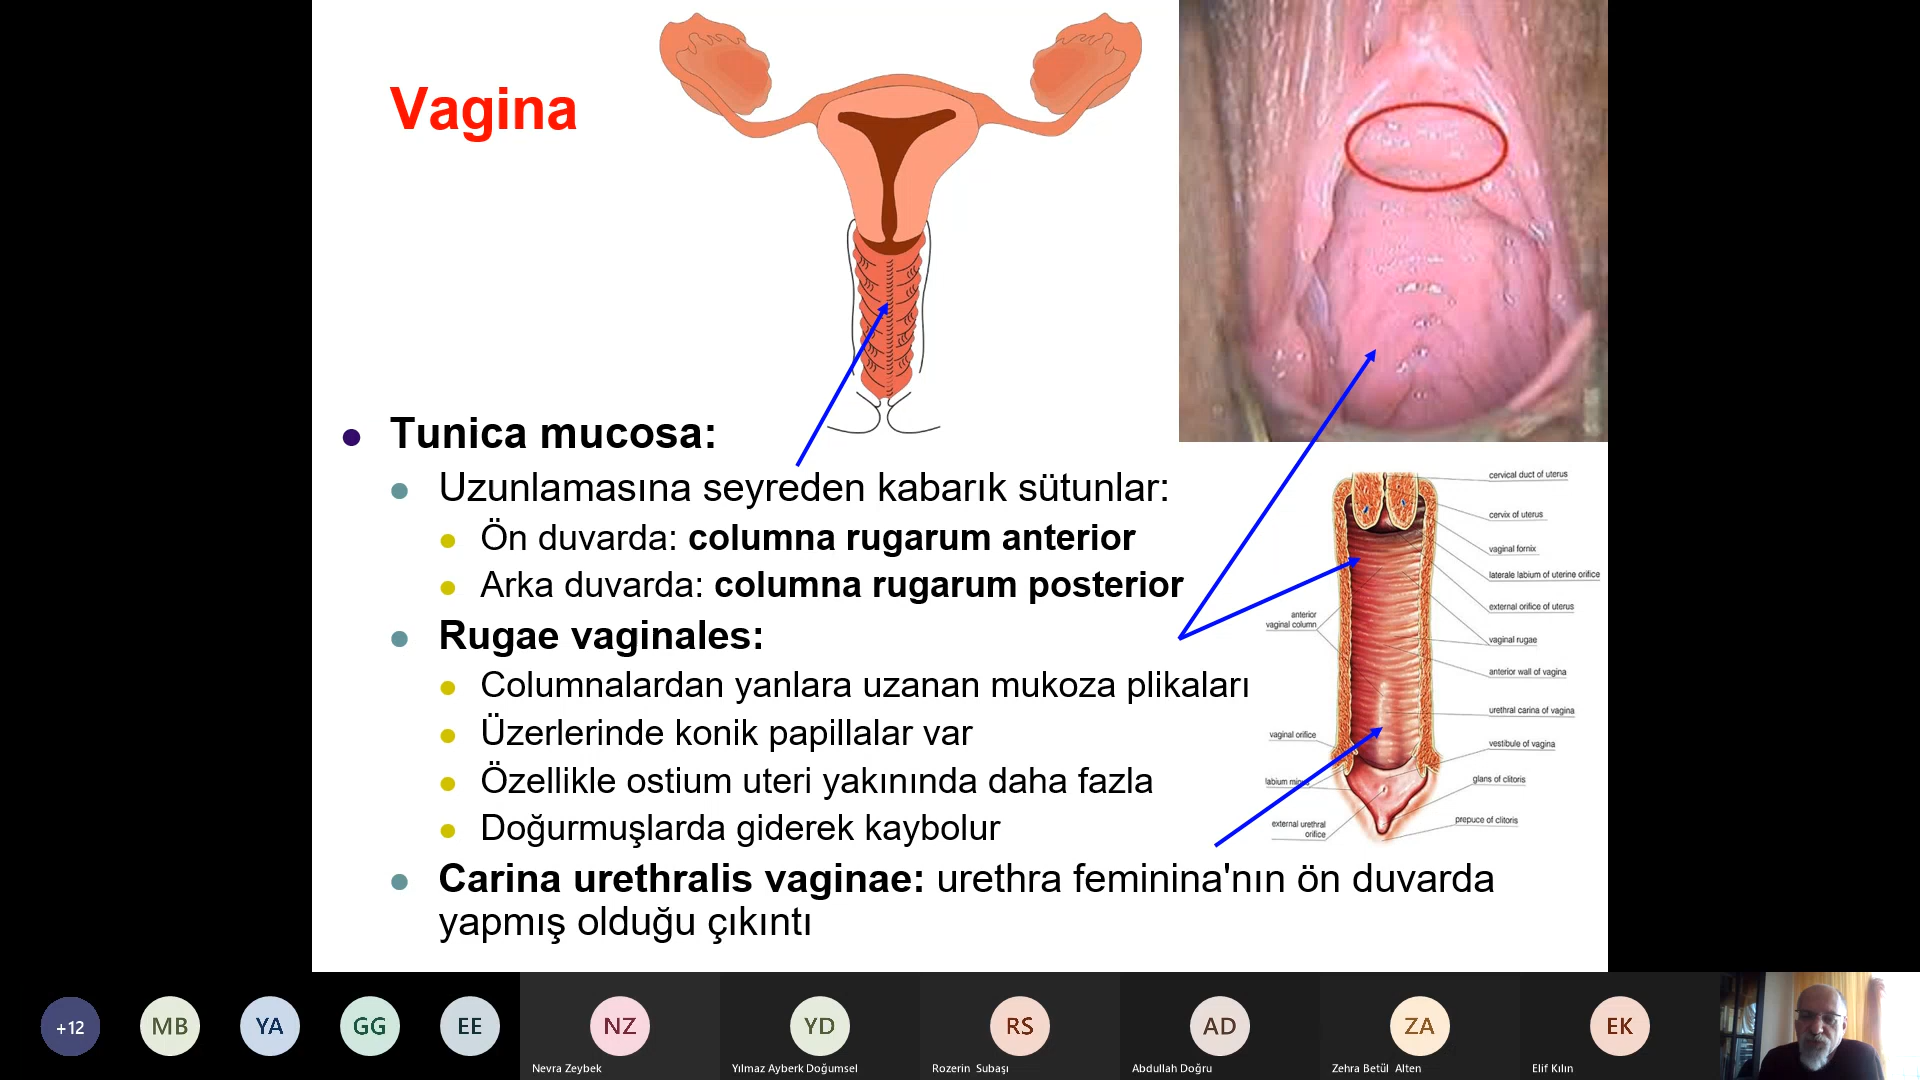 Vagina
Tunica mucosa:
Uzunlamasına seyreden kabarık sütunlar:
Ön duvarda: columna rugarum anterior
Arka duvarda: columna rugarum posterior
Rugae vaginales:
Columnalardan yanlara uzanan mukoza plikaları
Üzerlerinde konik papillalar var
Özellikle ostium uteri yakınında daha fazla
Doğurmuşlarda giderek kaybolur
Carina urethralis vaginae: urethra feminina'nın ön duvarda
yapmış olduğu çıkıntı
cervical duct of uterus
cervix of uterus
vaginal fornix
laterale labium of uterine orifice
external orifice of uterus
vaginal rugae
anterior wall of vagina
urethral carina of vagina
vestibule of vagina
glans of clitoris
prepuce of clitoris
anterior
vaginal column
vaginal orifice
labium minus
external urethral
orifice
+12
MB
YA
GG
EE
NZ
YD
RS
AD
ZA
EK
Nevra Zeybek
Yılmaz Ayberk Doğumsel
Rozerin Subaşı
Abdullah Doğru
Zehra Betül Alten
Elif Kılın